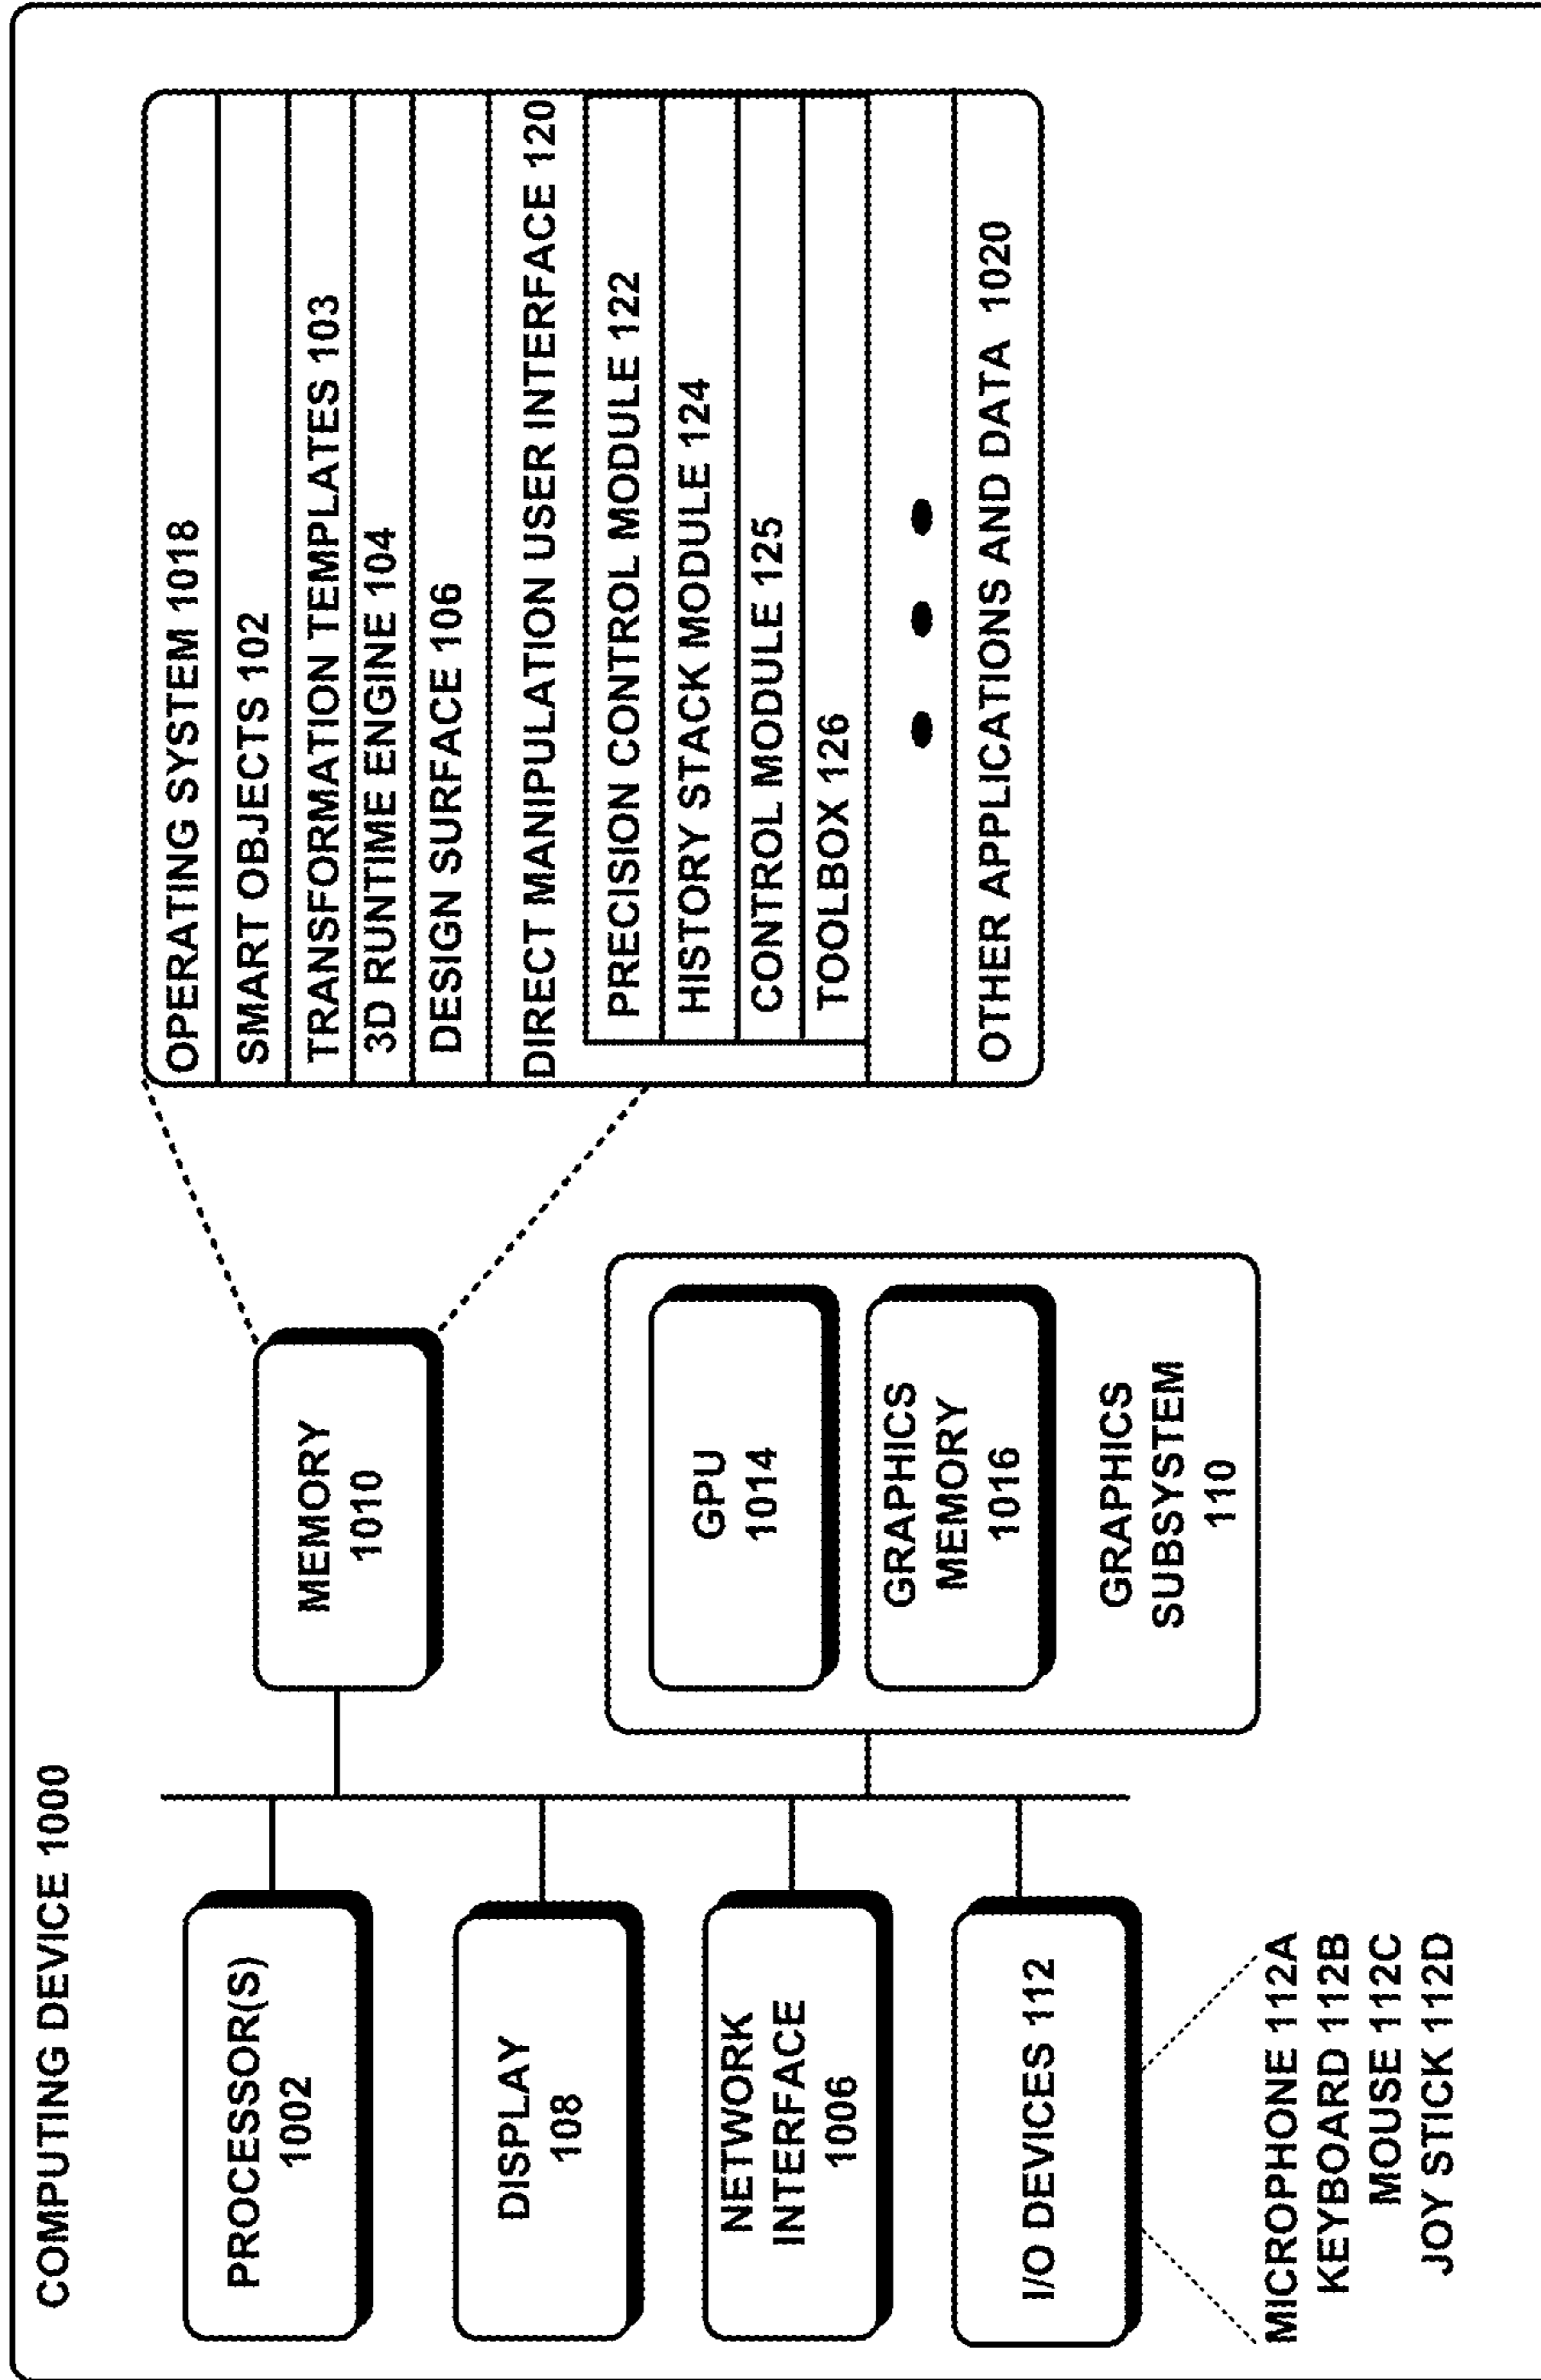 COMPUTING DEVICE 1000
PROCESSOR(S)
1002
DISPLAY
108
NETWORK
INTERFACE
1006
I/O DEVICES 112
MICROPHONE 112A
KEYBOARD 112B
MOUSE 112C
JOY STICK 112D
MEMORY
1010
GPU
1014
GRAPHICS
MEMORY
1016
GRAPHICS
SUBSYSTEM
110
OPERATING SYSTEM 1018
SMART OBJECTS 102
TRANSFORMATION TEMPLATES 103
3D RUNTIME ENGINE 104
DESIGN SURFACE 106
DIRECT MANIPULATION USER INTERFACE 120
PRECISION CONTROL MODULE 122
HISTORY STACK MODULE 124
CONTROL MODULE 125
TOOLBOX 126
OTHER APPLICATIONS AND DATA 1020